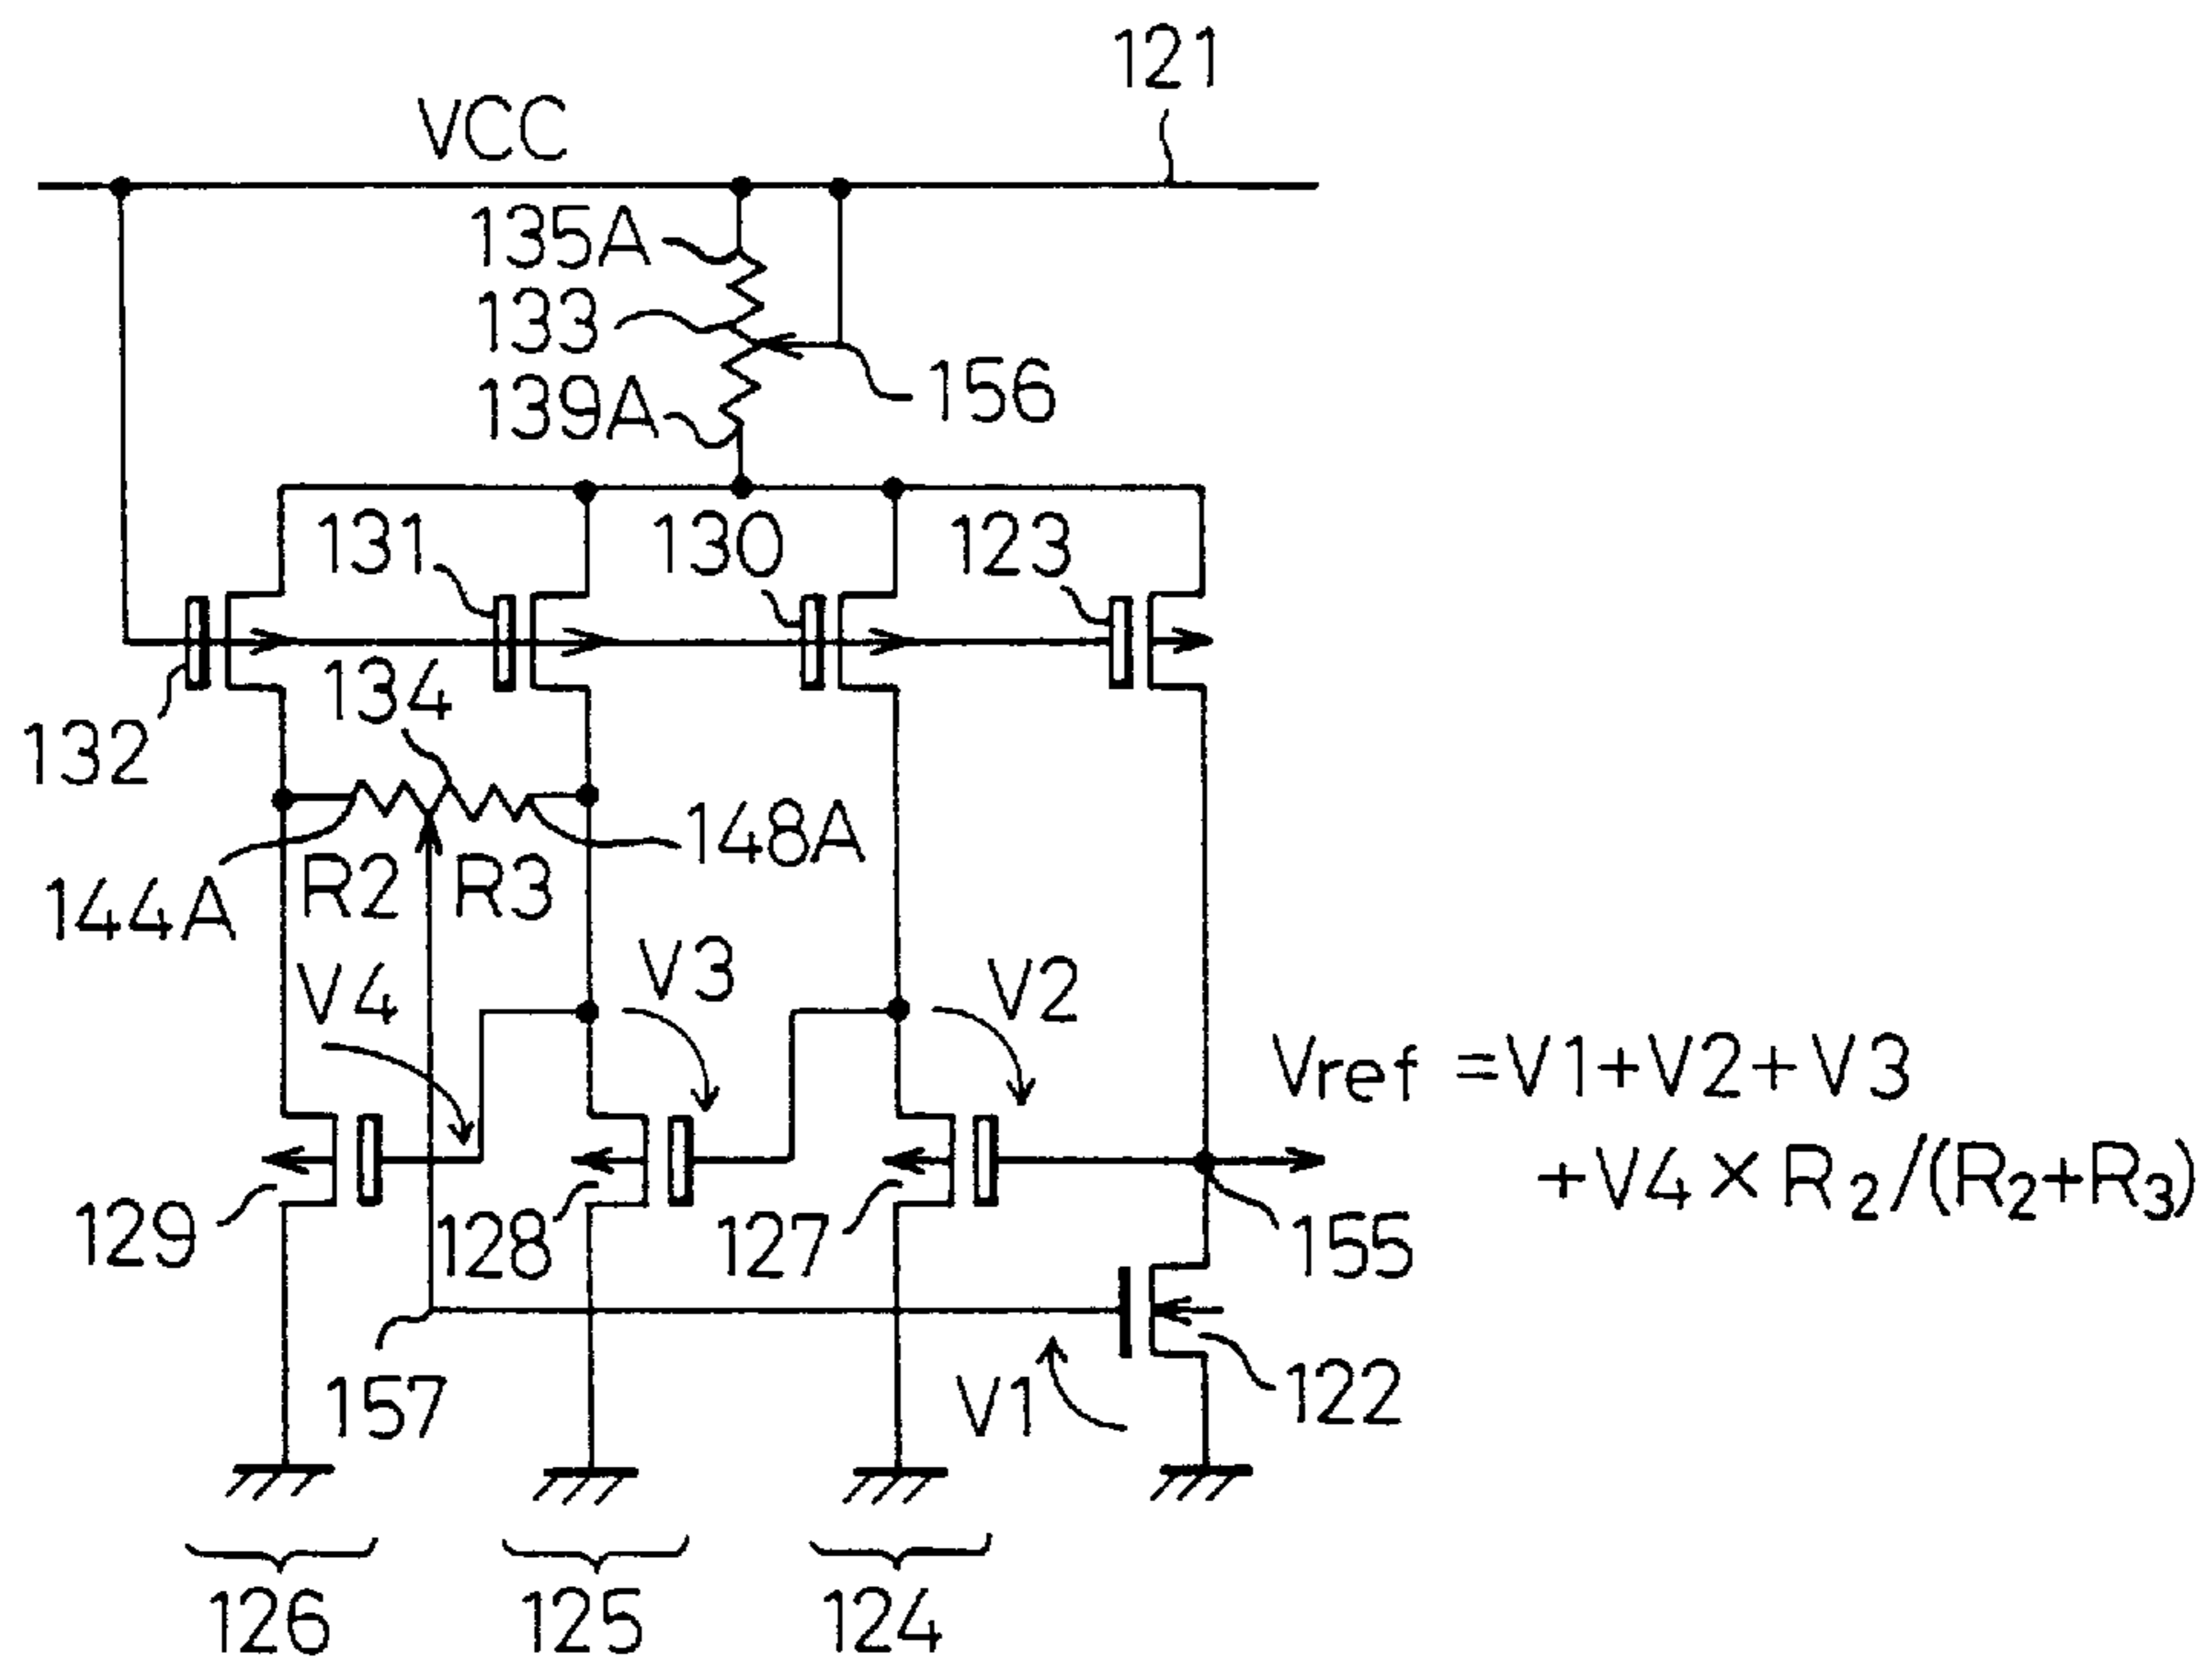 121
VCC
135A
133
139A
156
131
130
123
134
132
148A
144A
R2
R3
V4
V3
V2
Vref =V1+V2+V3
+V4×R2/(R2+R3)
129
128
127
155
157
V1
122
126
125
124